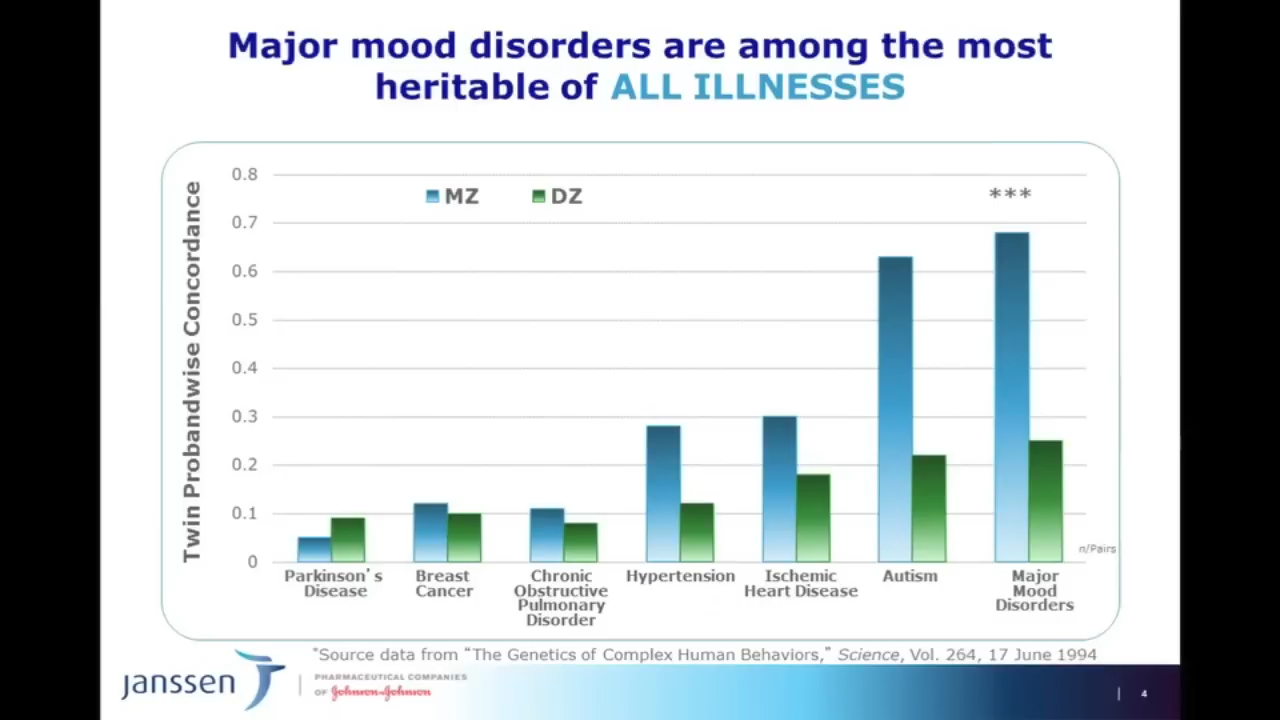 Major mood disorders are among the most
heritable of ALL ILLNESSES
Twin Probandwise Concordance
0.8
0.7
0.6
0.5
0.4
0.3
0.2
0.1
0
MZ DZ
***
n/Pairs
Parkinson's
Disease
Breast
Cancer
Chronic
Obstructive
Pulmonary
Disorder
Hypertension
Ischemic
Heart Disease
Autism
Major
Mood
Disorders
*Source data from “The Genetics of Complex Human Behaviors,” Science, Vol. 264, 17 June 1994
janssen
PHARMACEUTICAL COMPANIES
OF Johnson & Johnson
4